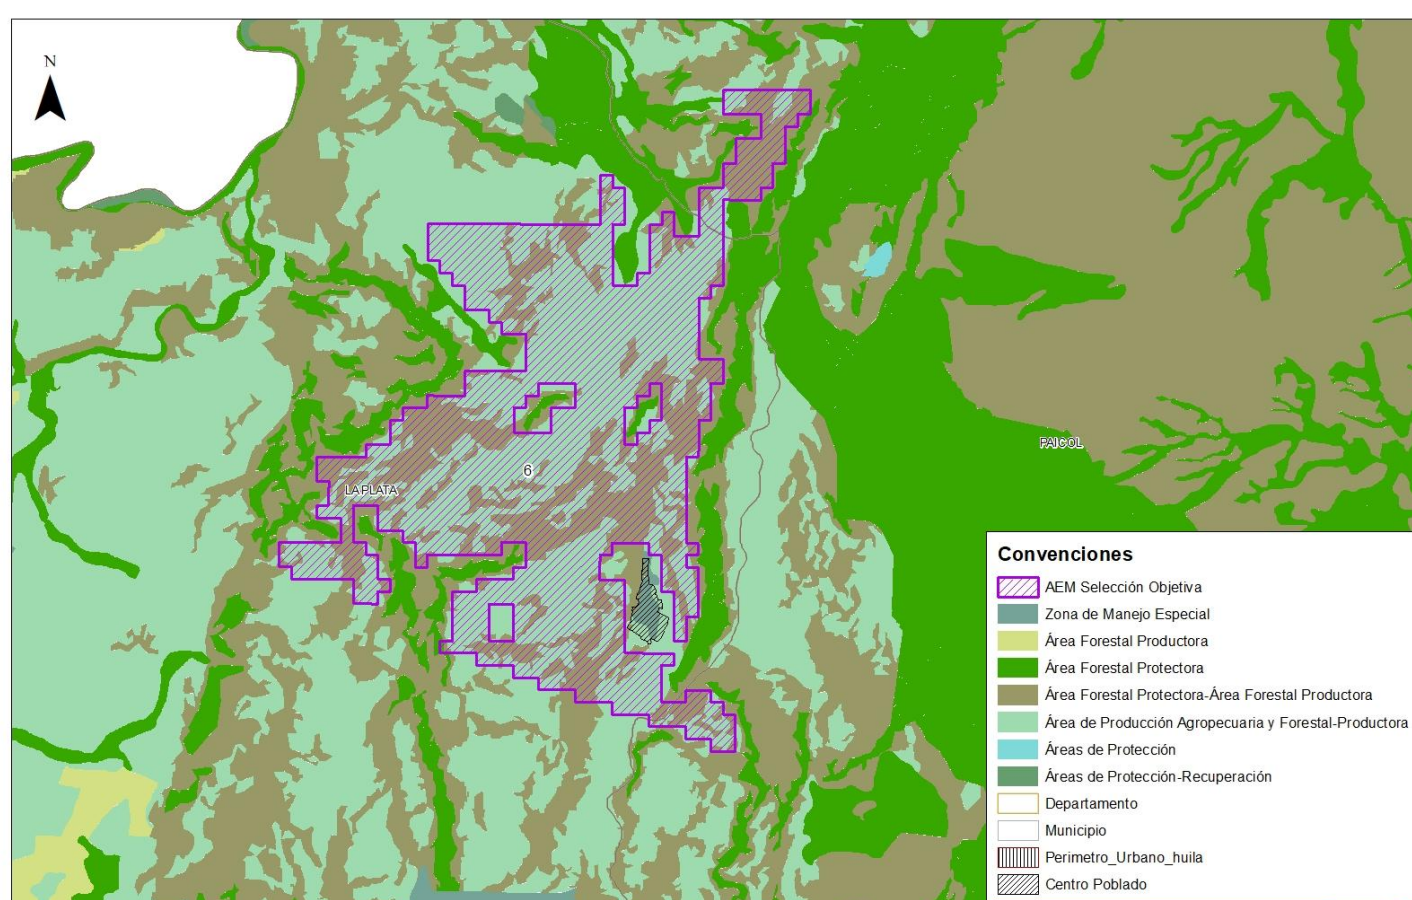 N
PAICOL
6
LA PLATA
Convenciones
AEM Selección Objetiva
Zona de Manejo Especial
Área Forestal Productora
Área Forestal Protectora
Área Forestal Protectora-Área Forestal Productora
Área de Producción Agropecuaria y Forestal-Productora
Áreas de Protección
Áreas de Protección-Recuperación
Departamento
Municipio
Perimetro_Urbano_huila
Centro Poblado